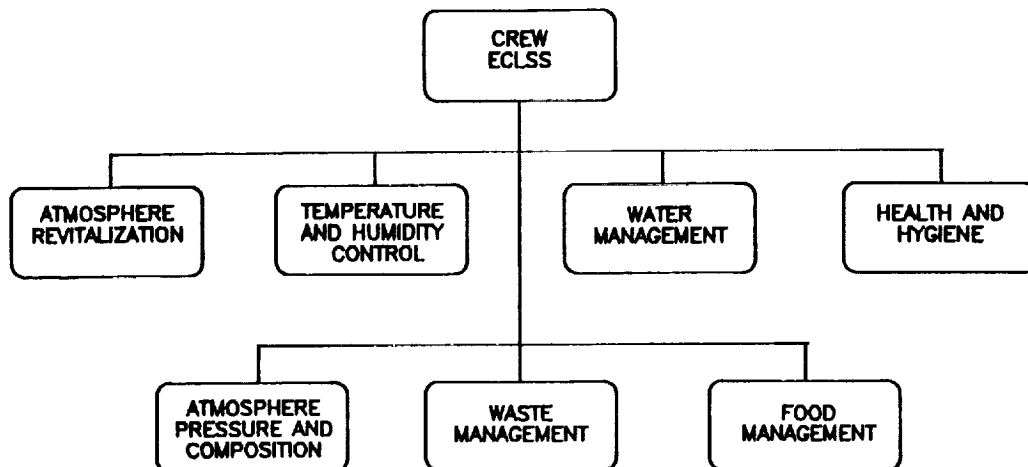 CREW
ECLSS
ATMOSPHERE
REVITALIZATION
TEMPERATURE
AND HUMIDITY
CONTROL
WATER
MANAGEMENT
HEALTH AND
HYGIENE
ATMOSPHERE
PRESSURE AND
COMPOSITION
WASTE
MANAGEMENT
FOOD
MANAGEMENT